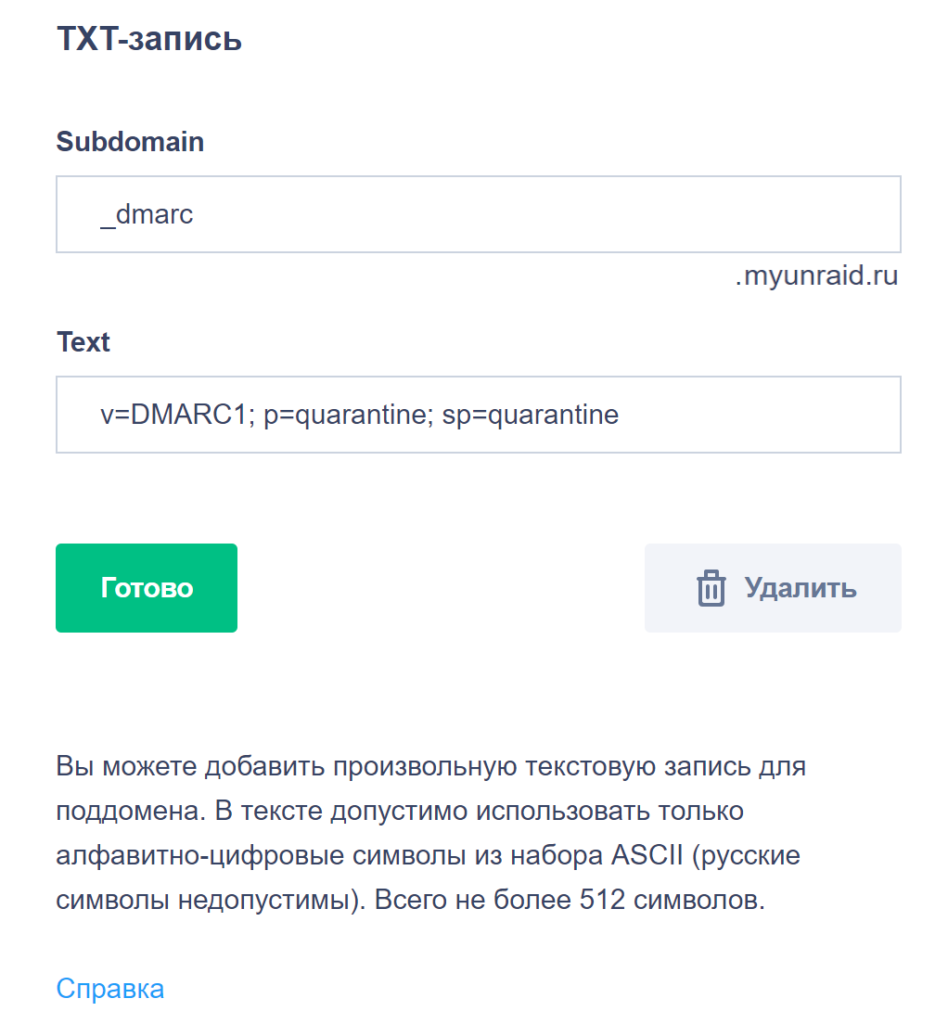 TXT-запись
Subdomain
_dmarc
.myunraid.ru
Text
v=DMARC1; p=quarantine; sp=quarantine
Готово
Удалить
Вы можете добавить произвольную текстовую запись для
поддомена. В тексте допустимо использовать только
алфавитно-цифровые символы из набора ASCII (русские
символы недопустимы). Всего не более 512 символов.
Справка